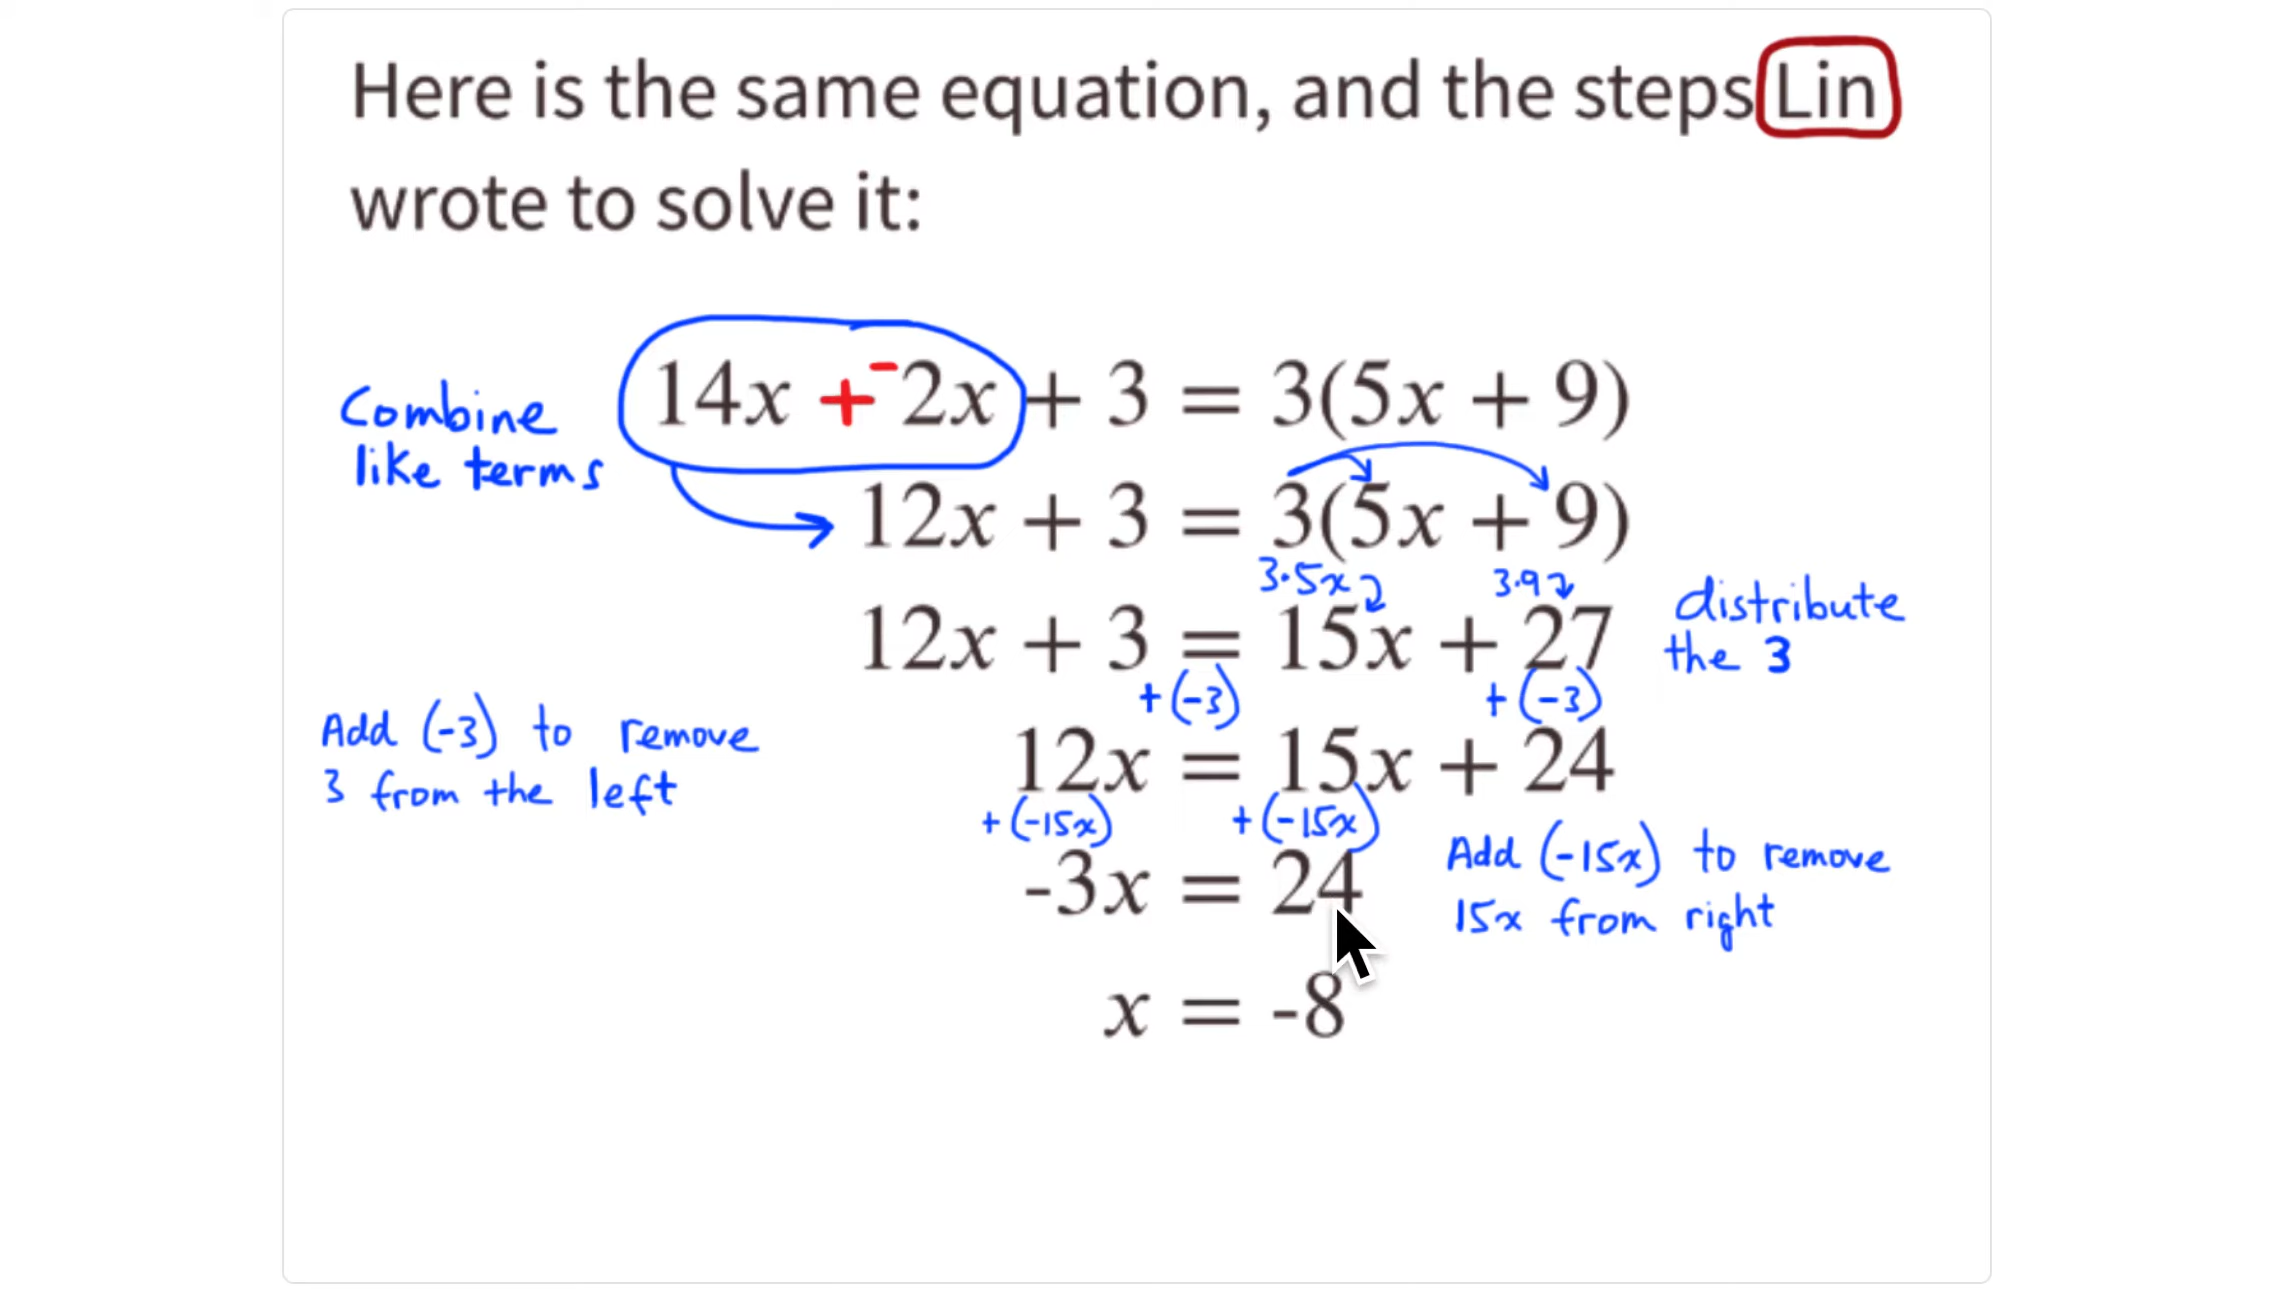 Here is the same equation, and the steps Lin
wrote to solve it:
14x + -2x + 3 = 3(5x + 9)
Combine
like terms
12x + 3 = 3(5x + 9)
3·5x 3·9
12x + 3 = 15x + 27
distribute
the 3
+ (-3) + (-3)
Add (-3) to remove
3 from the left
12x = 15x + 24
+ (-15x) + (-15x)
-3x = 24
Add (-15x) to remove
15x from right
x = -8